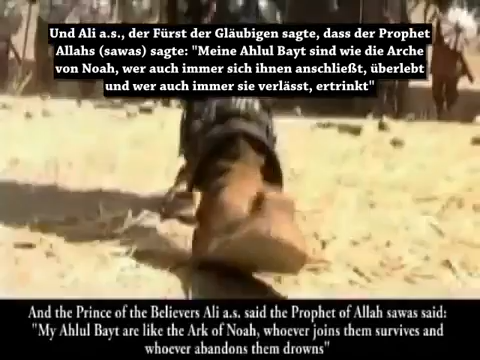 Und Ali a.s., der Fürst der Gläubigen sagte, dass der Prophet
Allahs (sawas) sagte: "Meine Ahlul Bayt sind wie die Arche
von Noah, wer auch immer sich ihnen anschließt, überlebt
und wer auch immer sie verlässt, ertrinkt"
And the Prince of the Believers Ali a.s. said the Prophet of Allah sawas said:
"My Ahlul Bayt are like the Ark of Noah, whoever joins them survives and
whoever abandons them drowns"